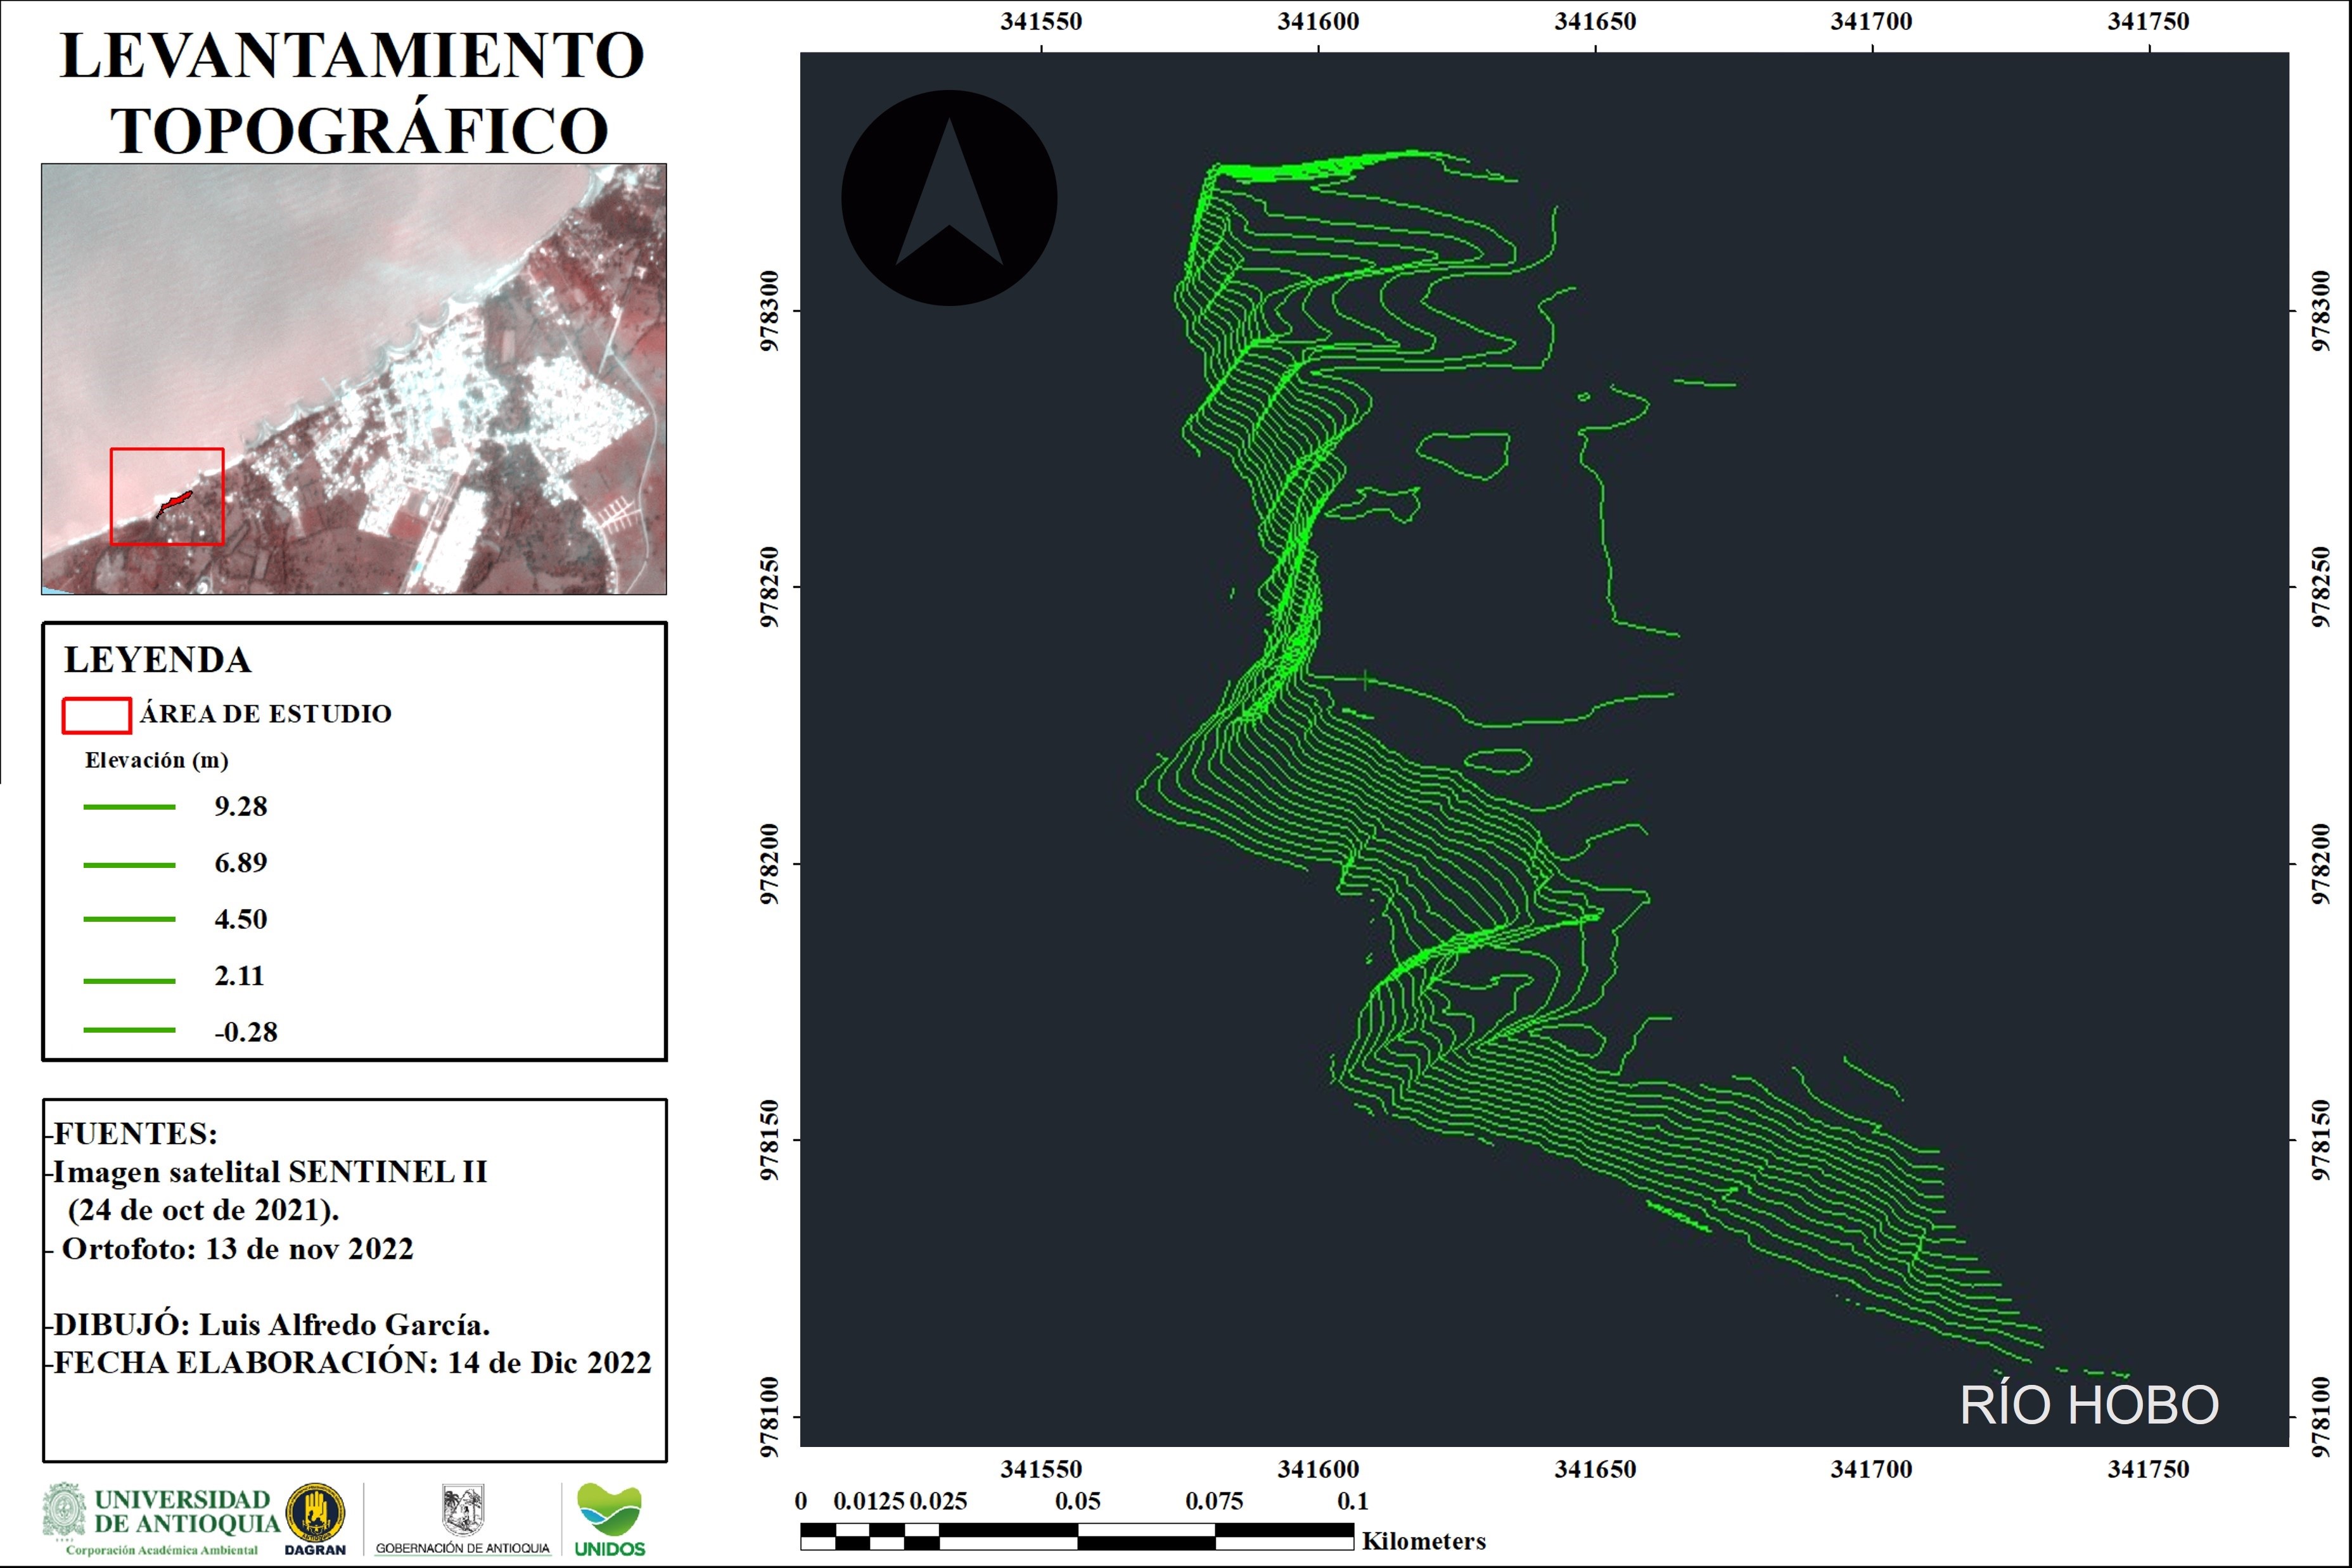 LEVANTAMIENTO
TOPOGRÁFICO
LEYENDA
ÁREA DE ESTUDIO
Elevación (m)
9.28
6.89
4.50
2.11
-0.28
-FUENTES:
-Imagen satelital SENTINEL II
(24 de oct de 2021).
- Ortofoto: 13 de nov 2022
-DIBUJÓ: Luis Alfredo García.
-FECHA ELABORACIÓN: 14 de Dic 2022
UNIVERSIDAD
DE ANTIOQUIA
Corporación Académica Ambiental
DAGRAN
GOBERNACIÓN DE ANTIOQUIA
UNIDOS
341550 341600 341650 341700 341750
978300 978300
978250 978250
978200 978200
978150 978150
978100 978100
RÍO HOBO
341550 341600 341650 341700 341750
0 0.0125 0.025 0.05 0.075 0.1
Kilometers